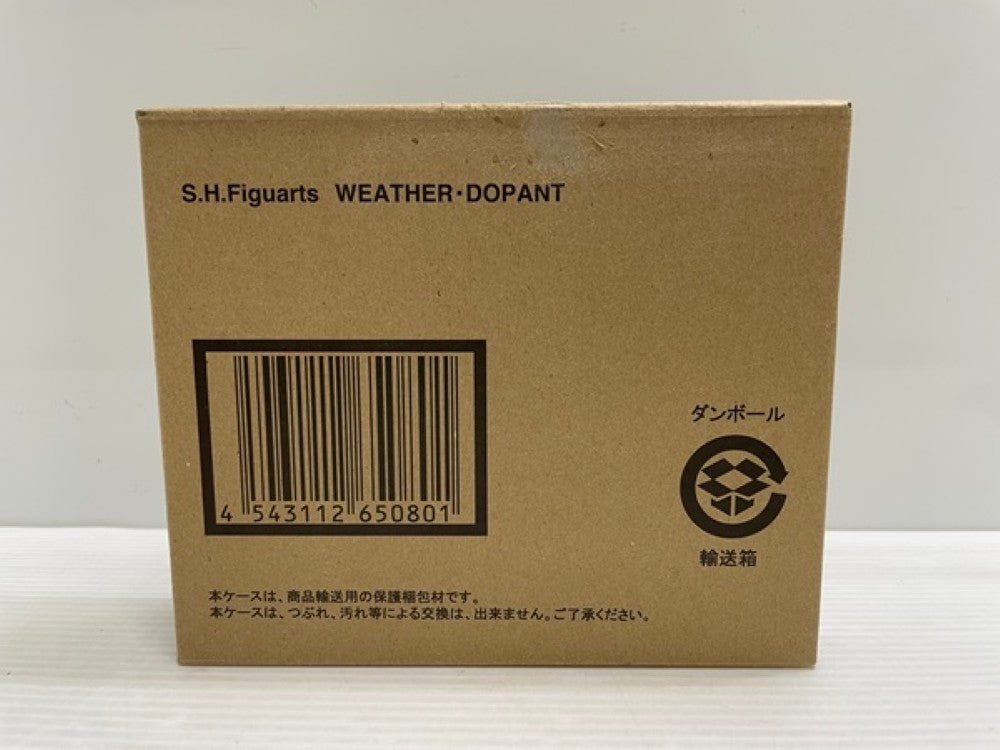 S.H.Figuarts WEATHER・DOPANT
4 543112 650801
ダンボール
輸送箱
本ケースは、商品輸送用の保護梱包材です。
本ケースは、つぶれ、汚れ等による交換は、出来ません。ご了承ください。